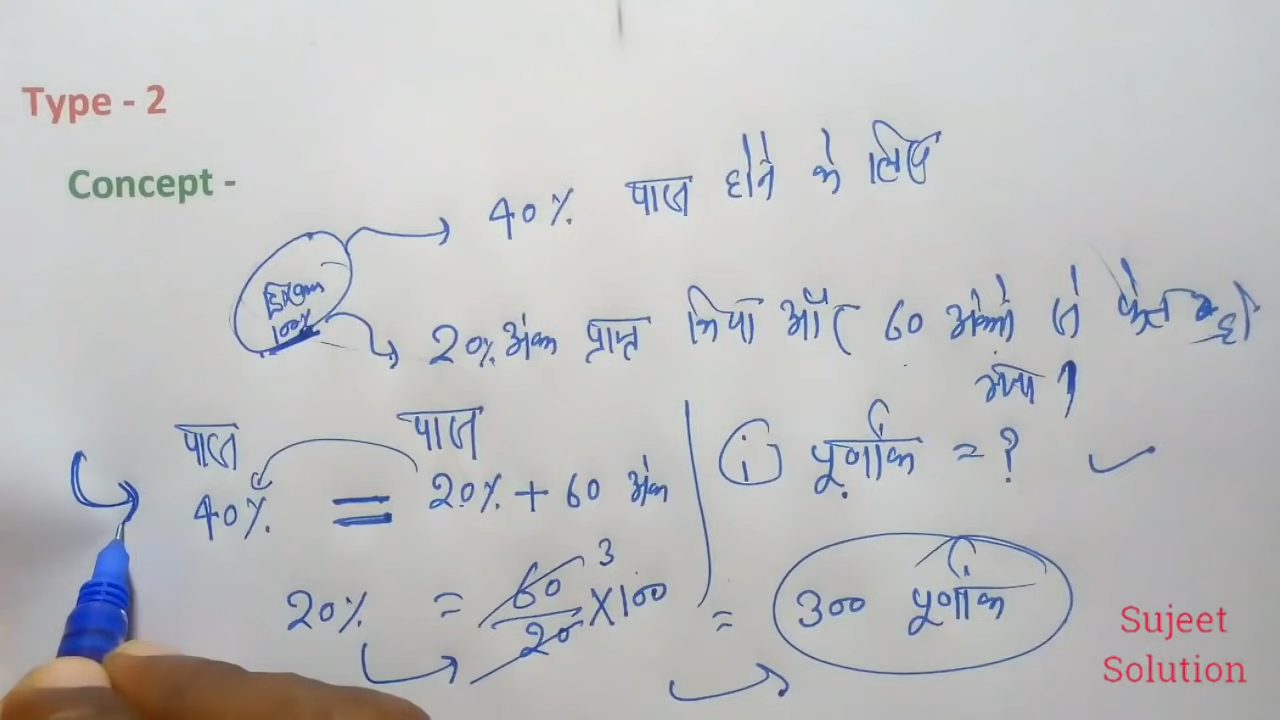 Type - 2
Concept -
40% पास होने के लिए
Exam
100%
20% अंक प्राप्त किया और 60 अंको से फेल हो
गया।
पास
पास
40% = 20% + 60 अंक
(i) पूर्णांक = ? ✓
20% = 60/20 × 100 3 = 300 पूर्णांक
Sujeet
Solution